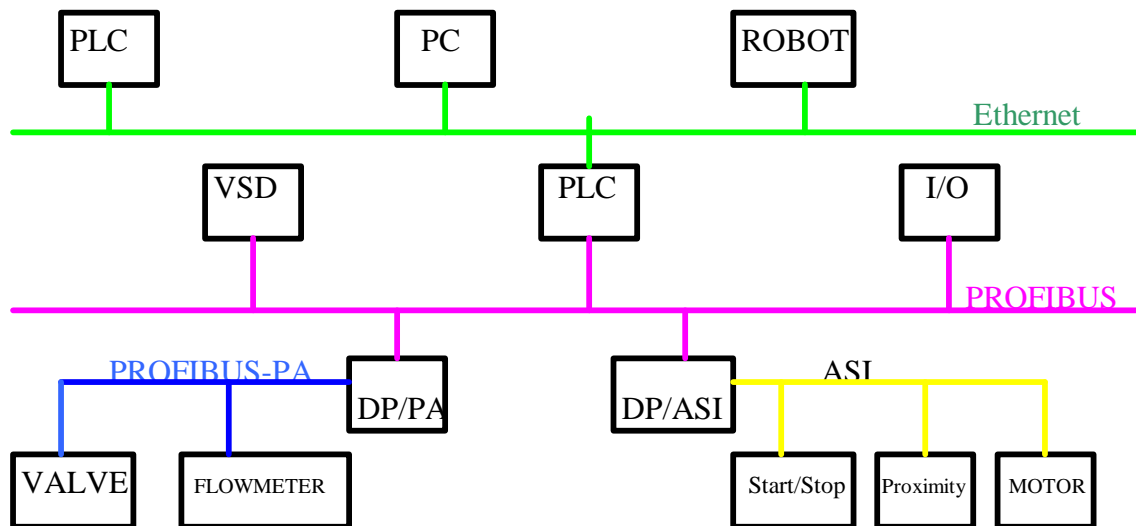 PLC
PC
ROBOT
Ethernet
VSD
PLC
I/O
PROFIBUS
PROFIBUS-PA
ASI
DP/PA
DP/ASI
VALVE
FLOWMETER
Start/Stop
Proximity
MOTOR